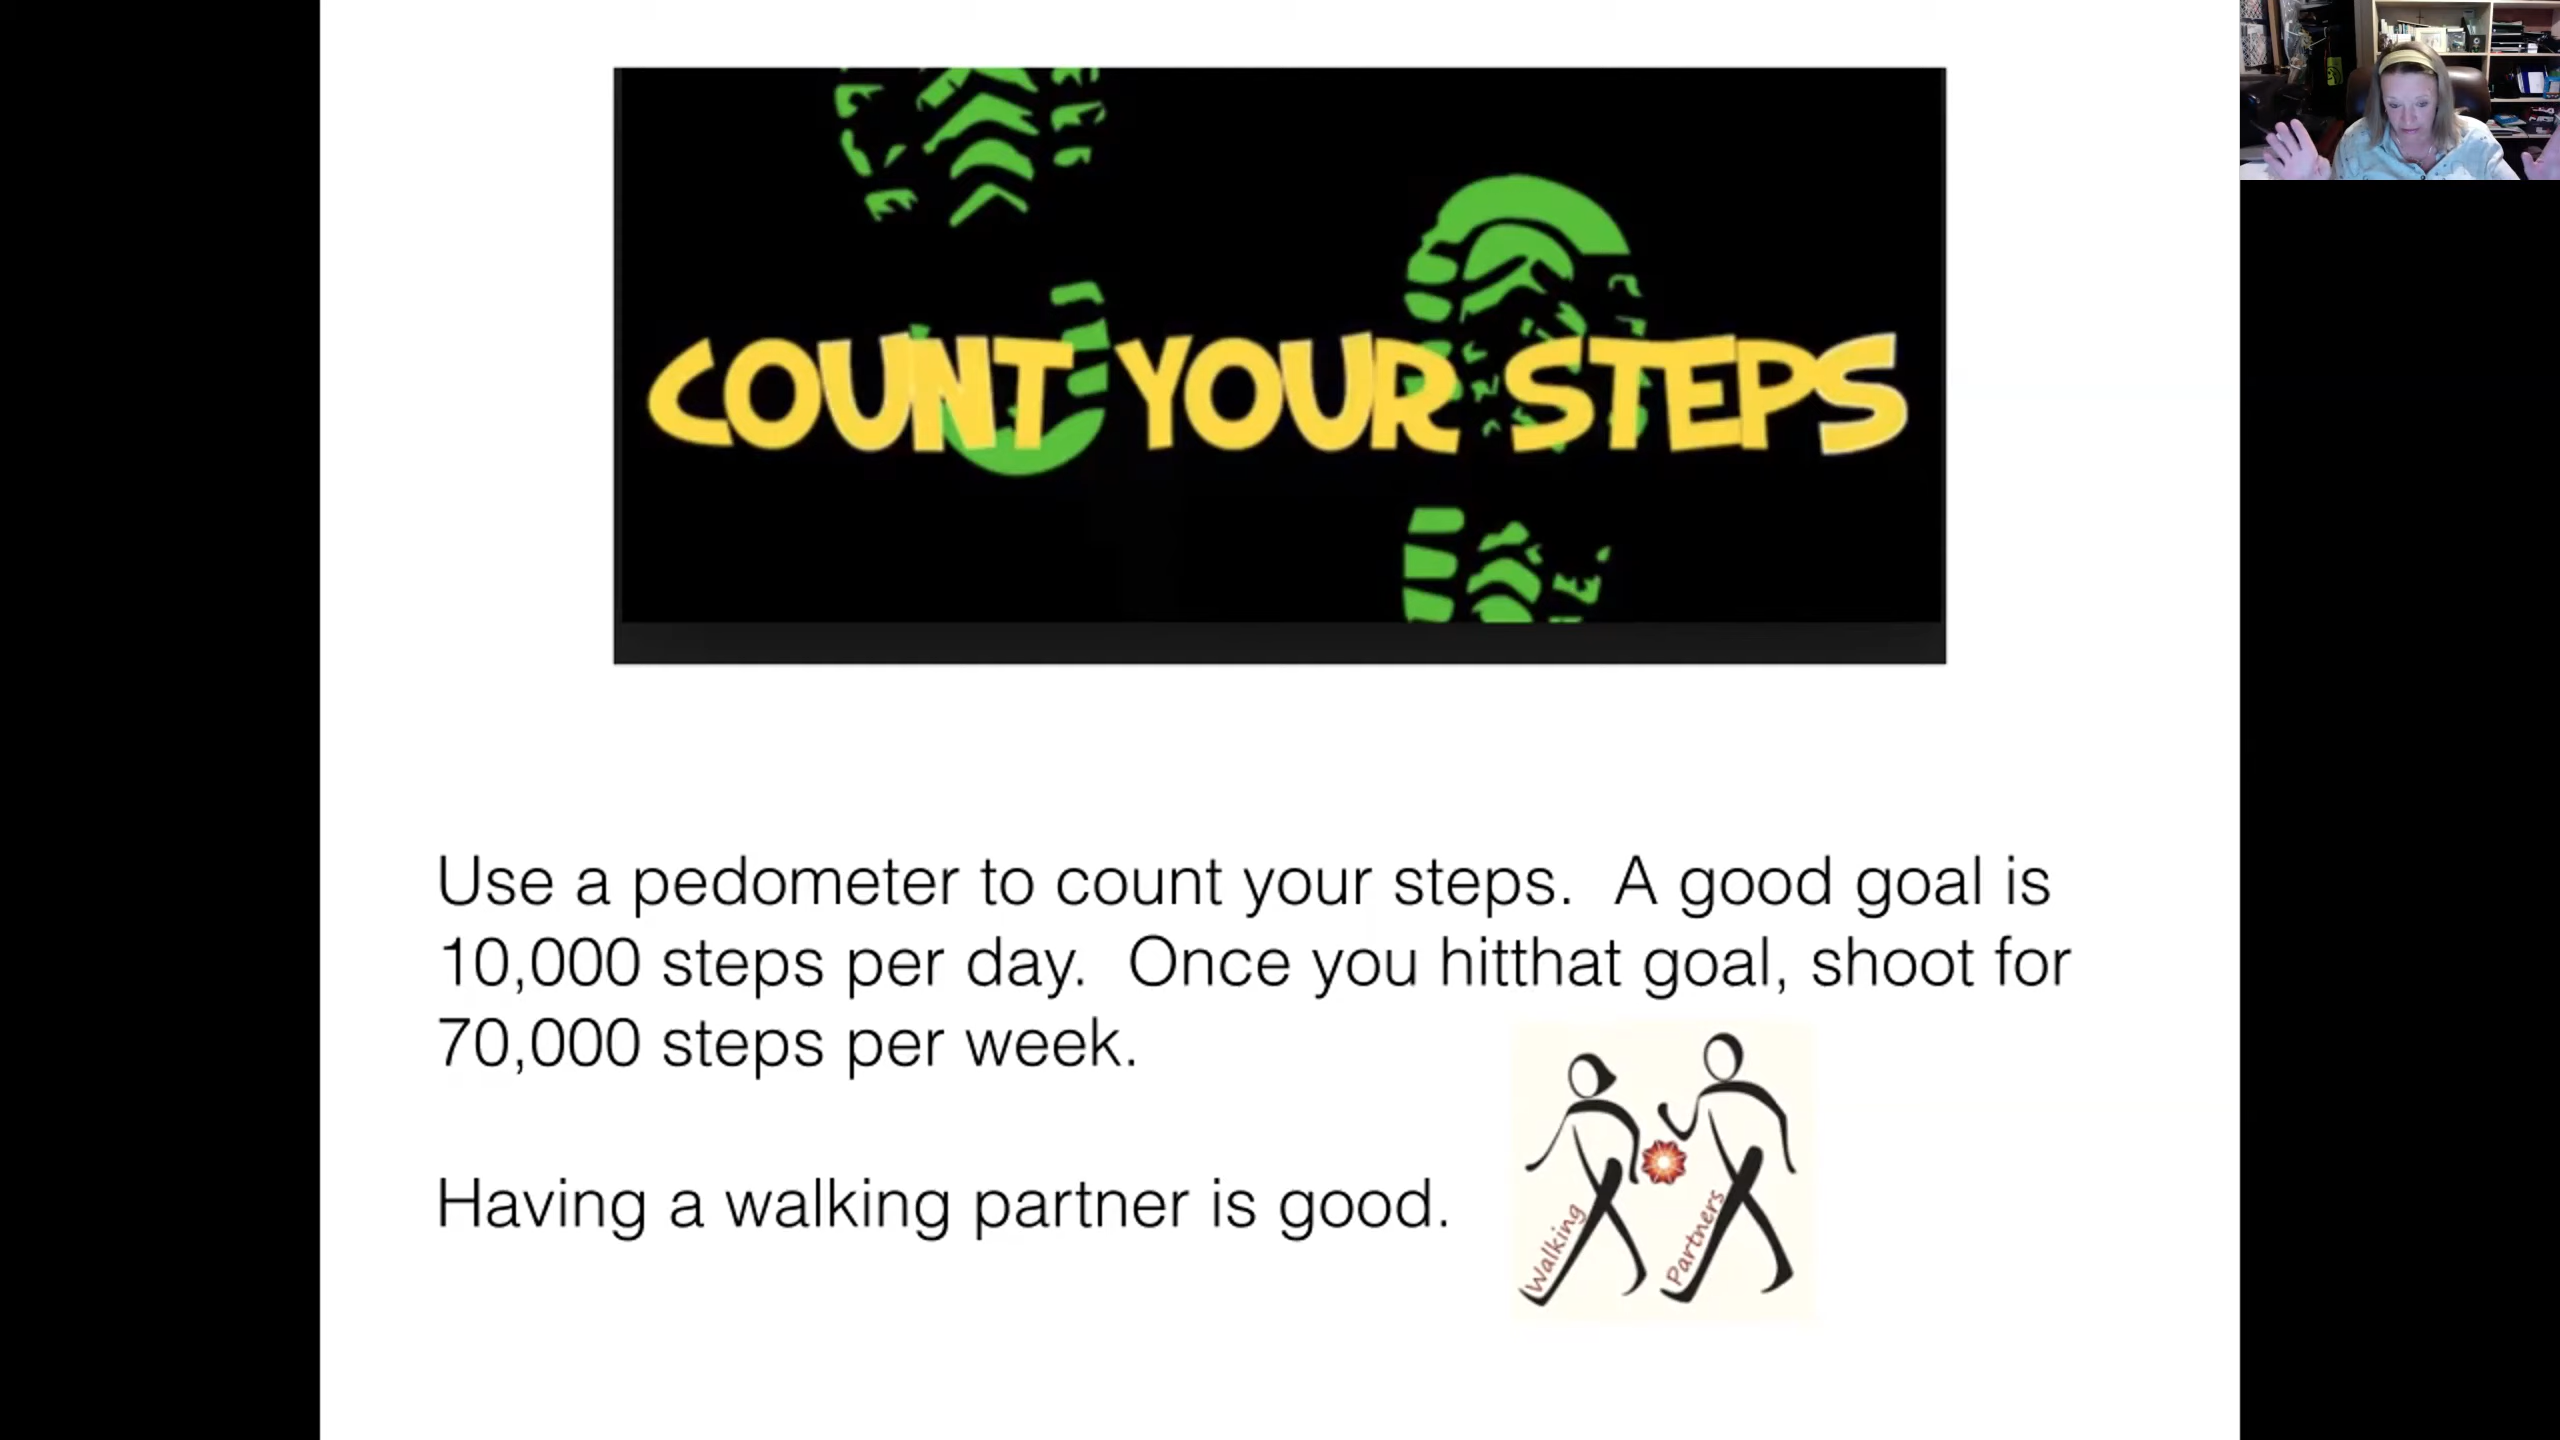 COUNT YOUR STEPS
Use a pedometer to count your steps.  A good goal is
10,000 steps per day.  Once you hitthat goal, shoot for
70,000 steps per week.
Having a walking partner is good.
Walking
Partners